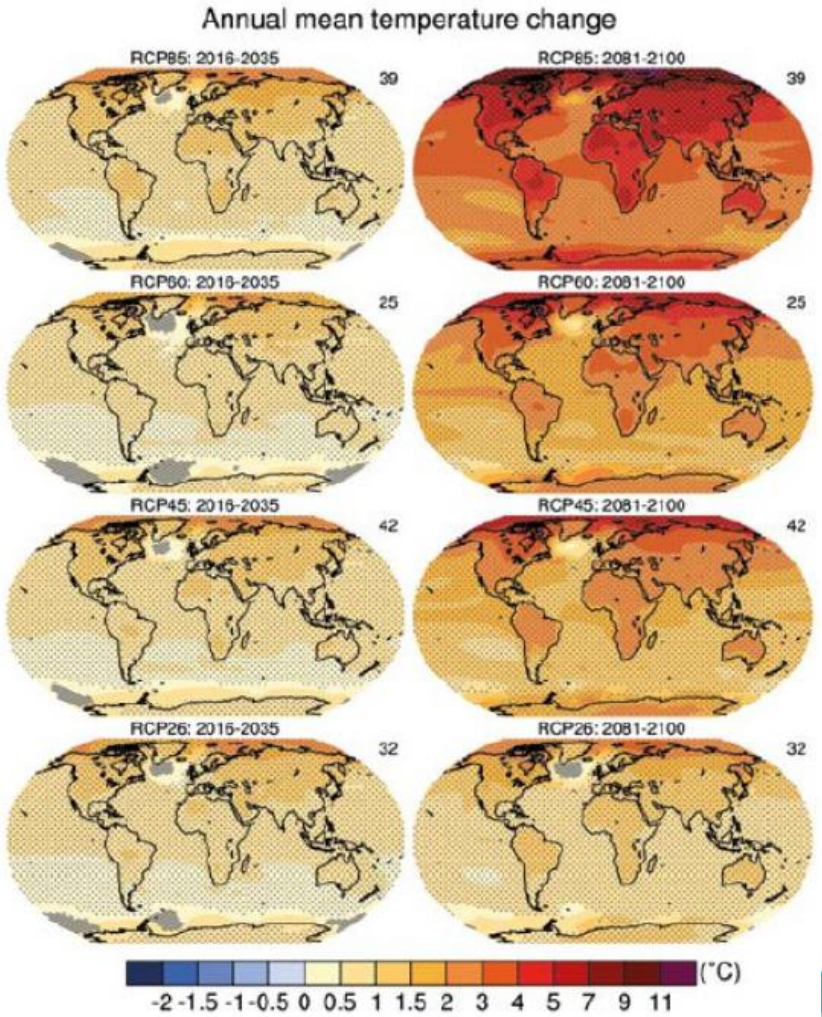 Annual mean temperature change
RCP85: 2016-2035
39
RCP85: 2081-2100
39
RCP60: 2016-2035
25
RCP60: 2081-2100
25
RCP45: 2016-2035
42
RCP45: 2081-2100
42
RCP26: 2016-2035
32
RCP26: 2081-2100
32
(°C)
-2 -1.5 -1 -0.5 0 0.5 1 1.5 2 3 4 5 7 9 11